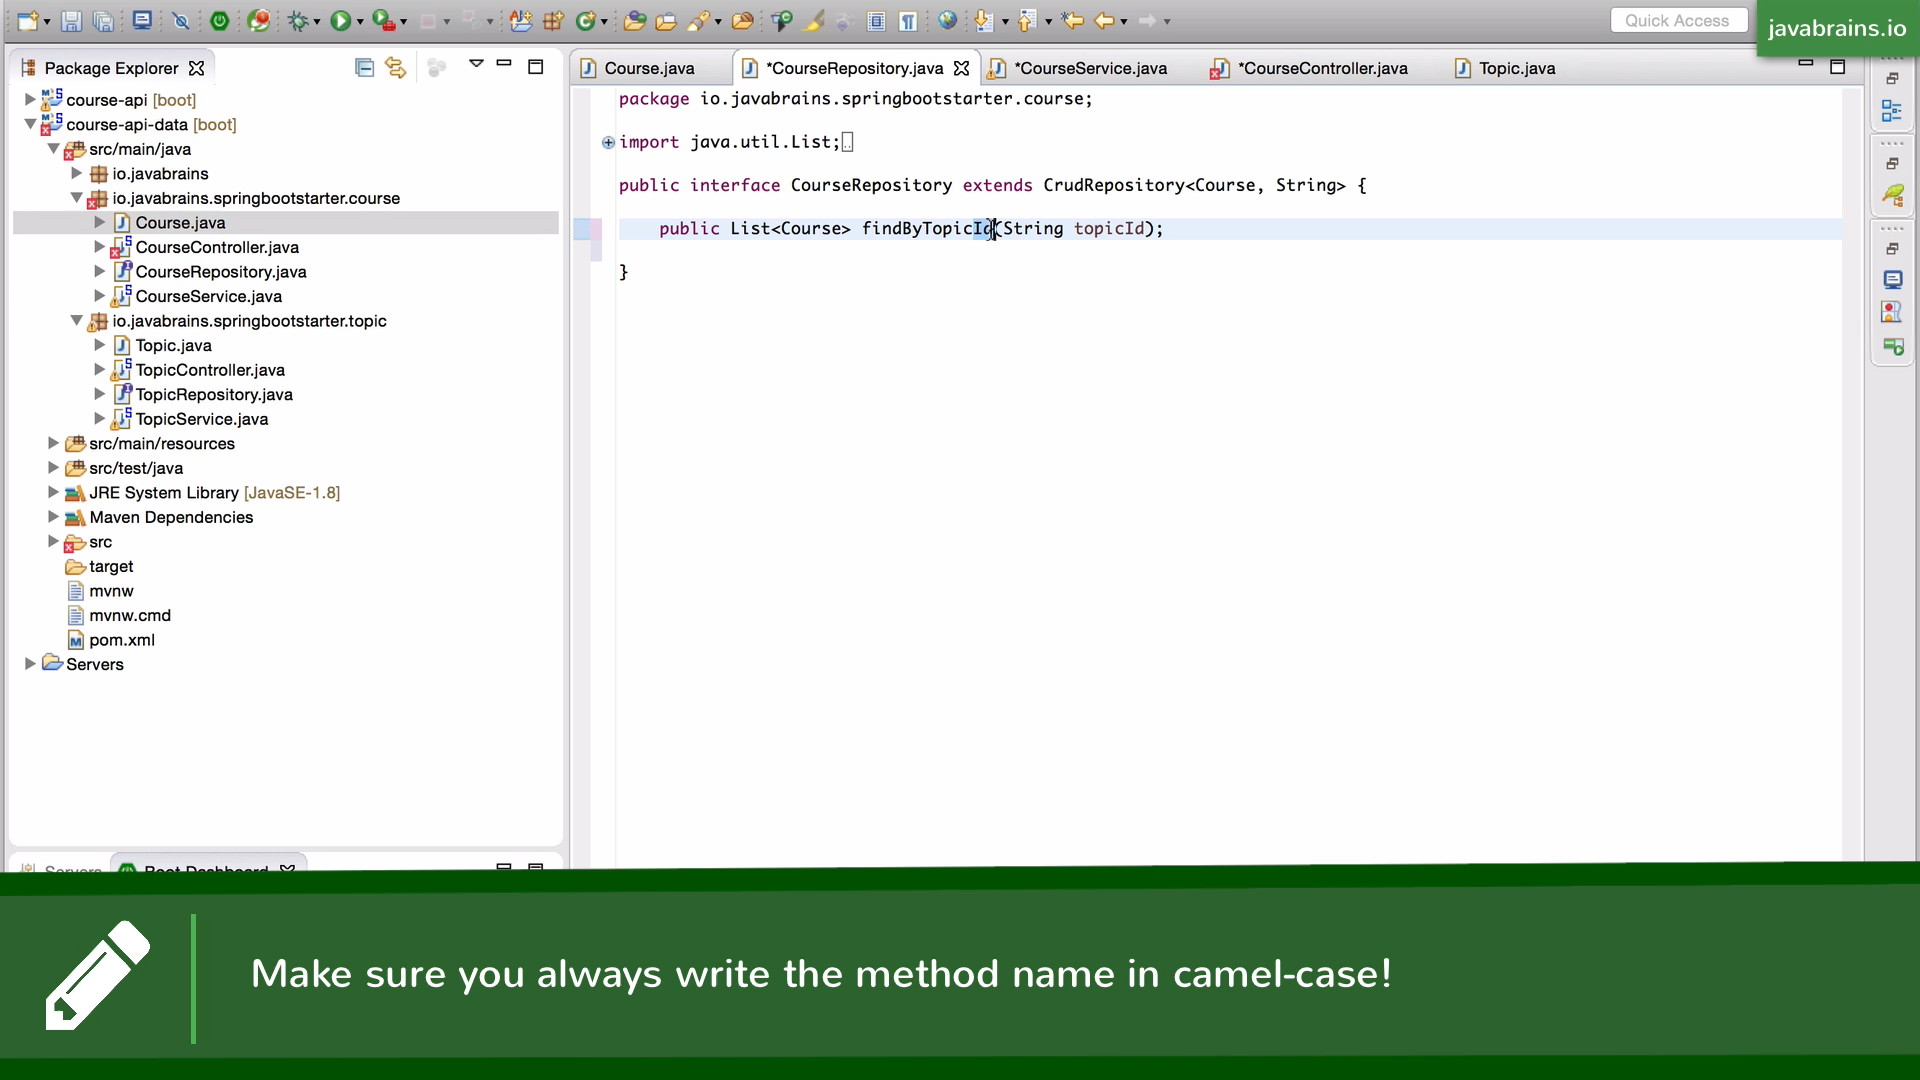 Quick Access
javabrains.io
Package Explorer
Course.java
*CourseRepository.java
*CourseService.java
*CourseController.java
Topic.java
course-api [boot]
course-api-data [boot]
src/main/java
io.javabrains
io.javabrains.springbootstarter.course
Course.java
CourseController.java
CourseRepository.java
CourseService.java
io.javabrains.springbootstarter.topic
Topic.java
TopicController.java
TopicRepository.java
TopicService.java
src/main/resources
src/test/java
JRE System Library [JavaSE-1.8]
Maven Dependencies
src
target
mvnw
mvnw.cmd
pom.xml
Servers
package io.javabrains.springbootstarter.course;
import java.util.List;
public interface CourseRepository extends CrudRepository<Course, String> {
public List<Course> findByTopicId(String topicId);
}
Servers
Boot Dashboard
Make sure you always write the method name in camel-case!